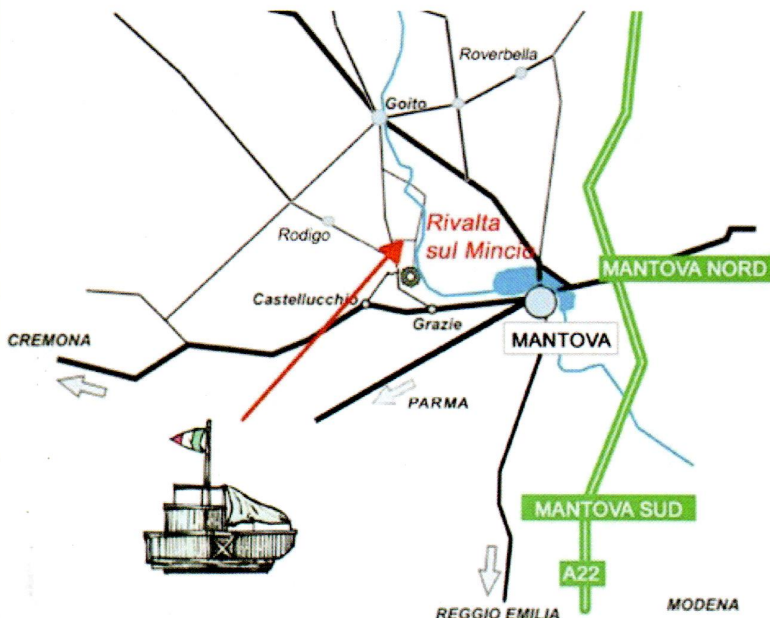 Roverbella
Goito
Rivalta
sul Mincio
Rodigo
MANTOVA NORD
Castellucchio
Grazie
CREMONA
MANTOVA
PARMA
MANTOVA SUD
A22
REGGIO EMILIA
MODENA